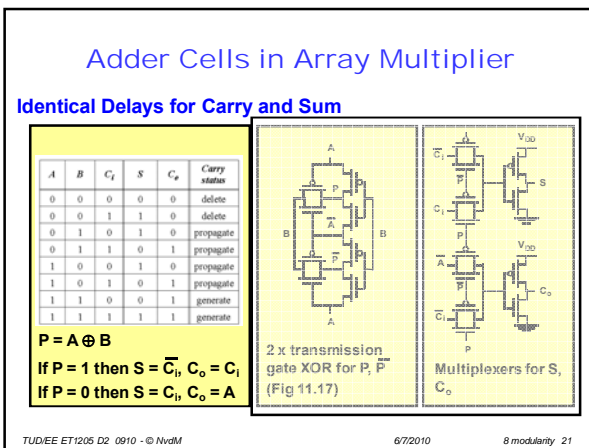 Adder Cells in Array Multiplier
Identical Delays for Carry and Sum
A B Cᵢ S Cₒ Carry status
0 0 0 0 0 delete
0 0 1 1 0 delete
0 1 0 1 0 propagate
0 1 1 0 1 propagate
1 0 0 1 0 propagate
1 0 1 0 1 propagate
1 1 0 0 1 generate
1 1 1 1 1 generate
P = A ⊕ B
If P = 1 then S = C̅ᵢ, Cₒ = Cᵢ
If P = 0 then S = Cᵢ, Cₒ = A
A
P
A̅
B
B
P̅
A
2 x transmission
gate XOR for P, P̅
(Fig 11.17)
V_DD
C̅ᵢ
P̅
S
Cᵢ
P
V_DD
A̅
P̅
Cₒ
C̅ᵢ
P
Multiplexers for S,
Cₒ
TUD/EE ET1205 D2 0910 - © NvdM
6/7/2010
8 modularity 21